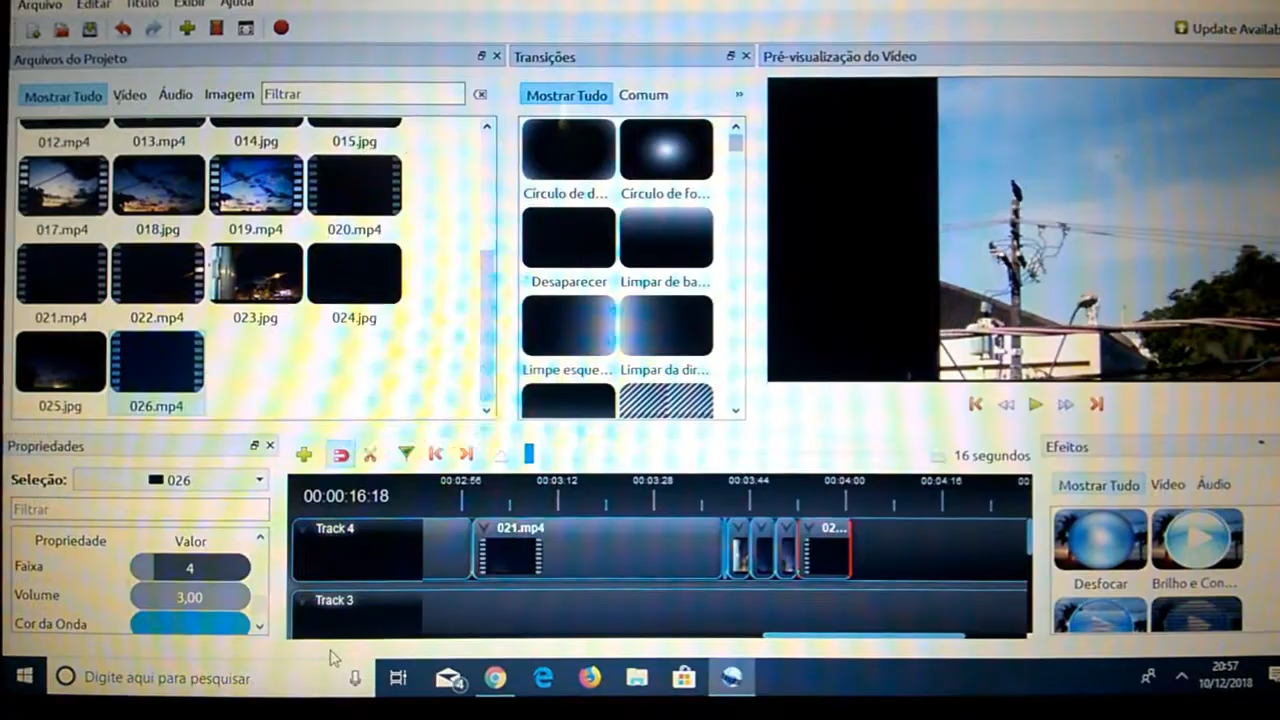 Arquivo Editar Título Exibir Ajuda
Update Availab
Arquivos do Projeto
Transições
Pré-visualização do Vídeo
Mostrar Tudo Vídeo Áudio Imagem Filtrar
Mostrar Tudo Comum »
012.mp4 013.mp4 014.jpg 015.jpg
Círculo de d... Círculo de fo...
017.mp4 018.jpg 019.mp4 020.mp4
Desaparecer Limpar de ba...
021.mp4 022.mp4 023.jpg 024.jpg
Limpe esque... Limpar da dir...
025.jpg 026.mp4
Propriedades
16 segundos
Efeitos
Seleção: 026
Filtrar
Propriedade Valor
Faixa 4
Volume 3,00
Cor da Onda
00:00:16:18
00:02:56 00:03:12 00:03:28 00:03:44 00:04:00 00:04:16 00:
Track 4 021.mp4 02...
Track 3
Mostrar Tudo Vídeo Áudio
Desfocar Brilho e Con...
Digite aqui para pesquisar
4
20:57
10/12/2018